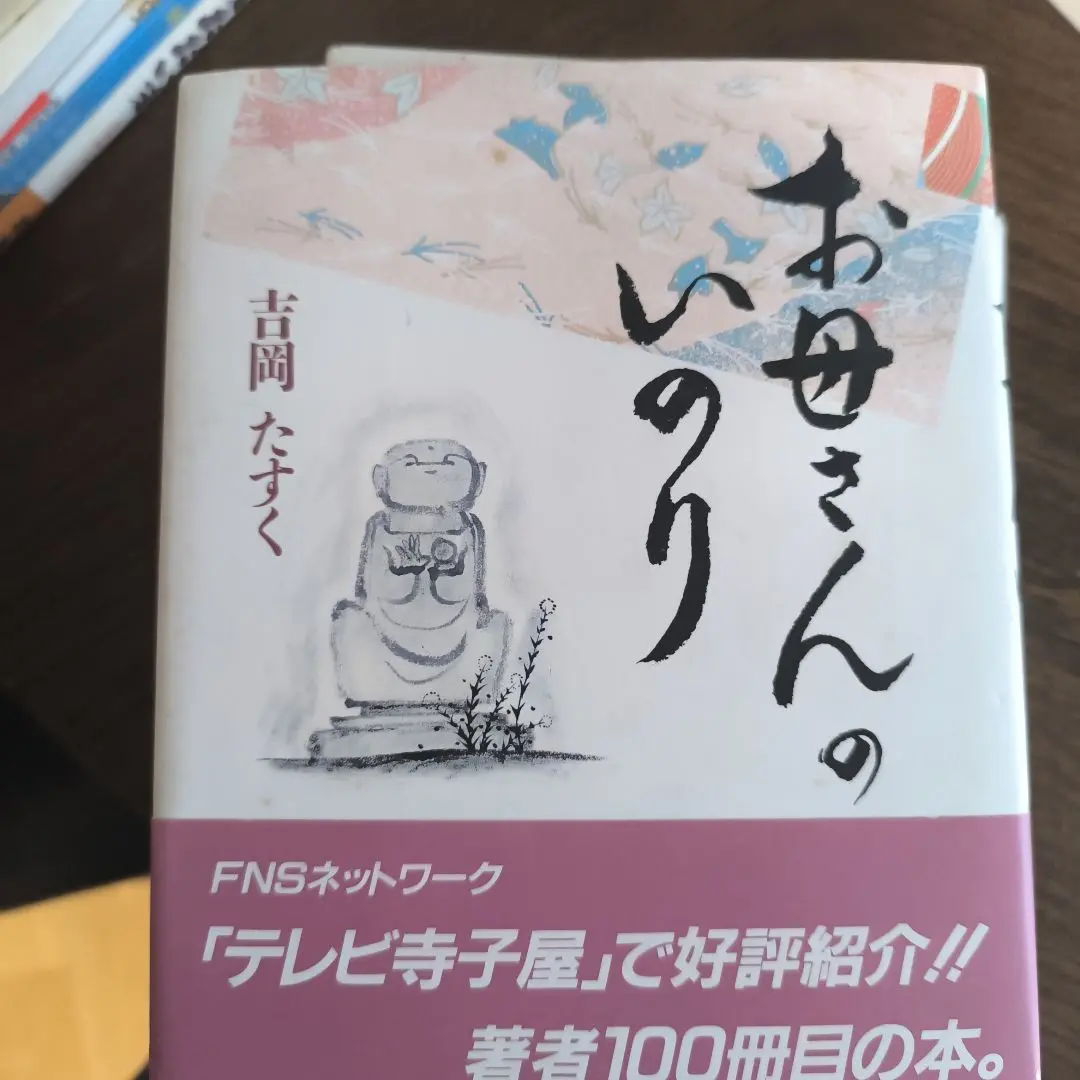 お母さんの
いのり
吉岡 たすく
FNSネットワーク
「テレビ寺子屋」で好評紹介!!
著者100冊目の本。